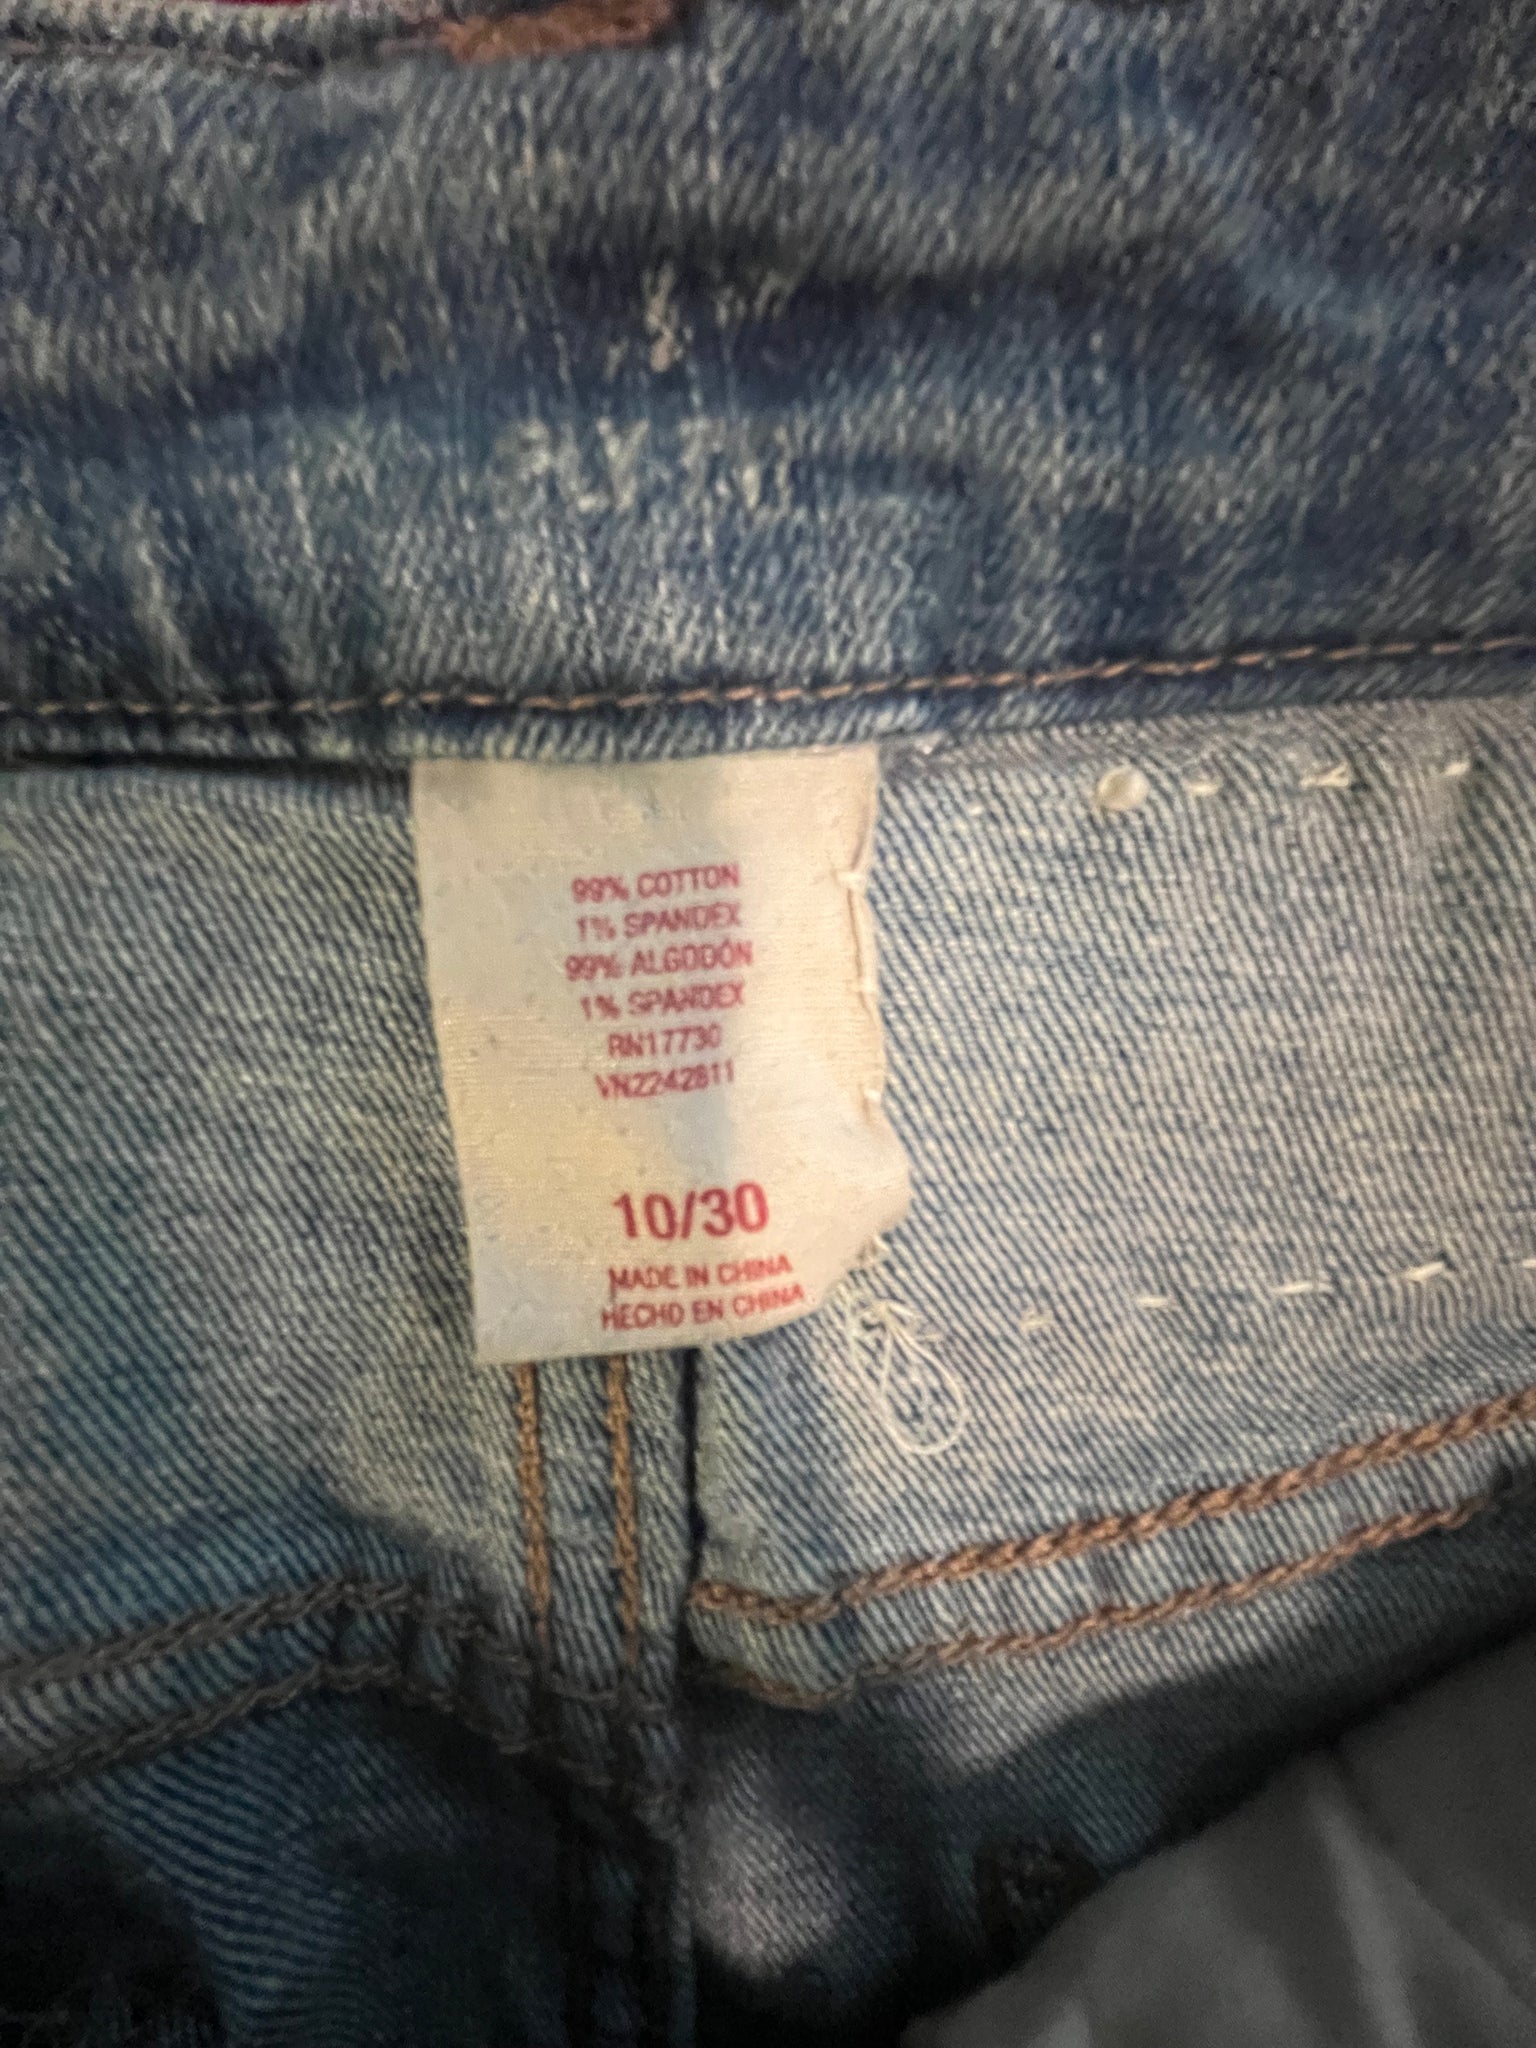 99% COTTON
1% SPANDEX
99% ALGODÓN
1% SPANDEX
RN17730
VN2242811
10/30
MADE IN CHINA
HECHO EN CHINA